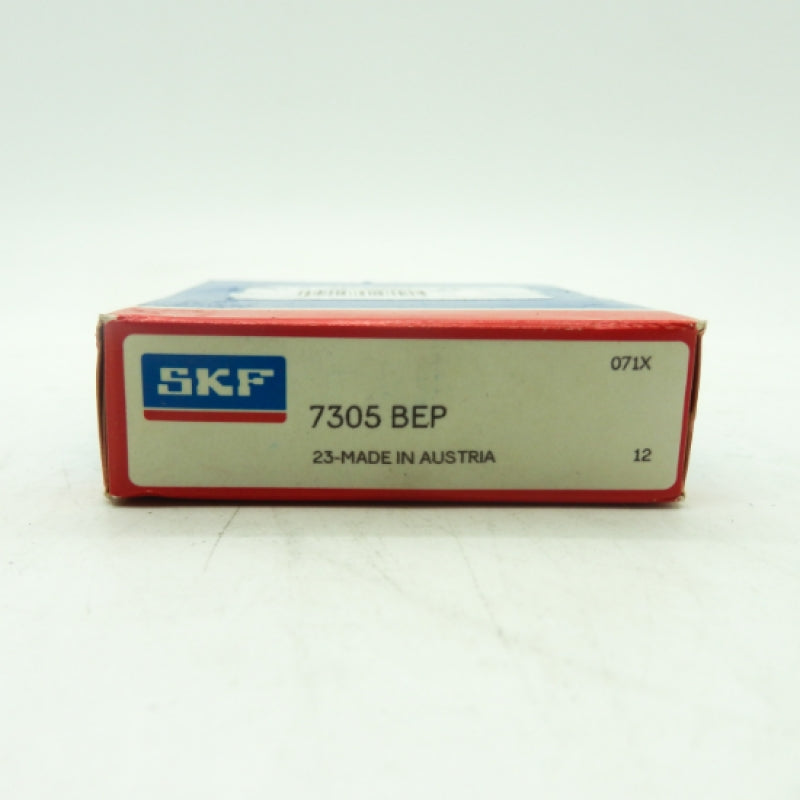 SKF
071X
7305 BEP
23-MADE IN AUSTRIA
12